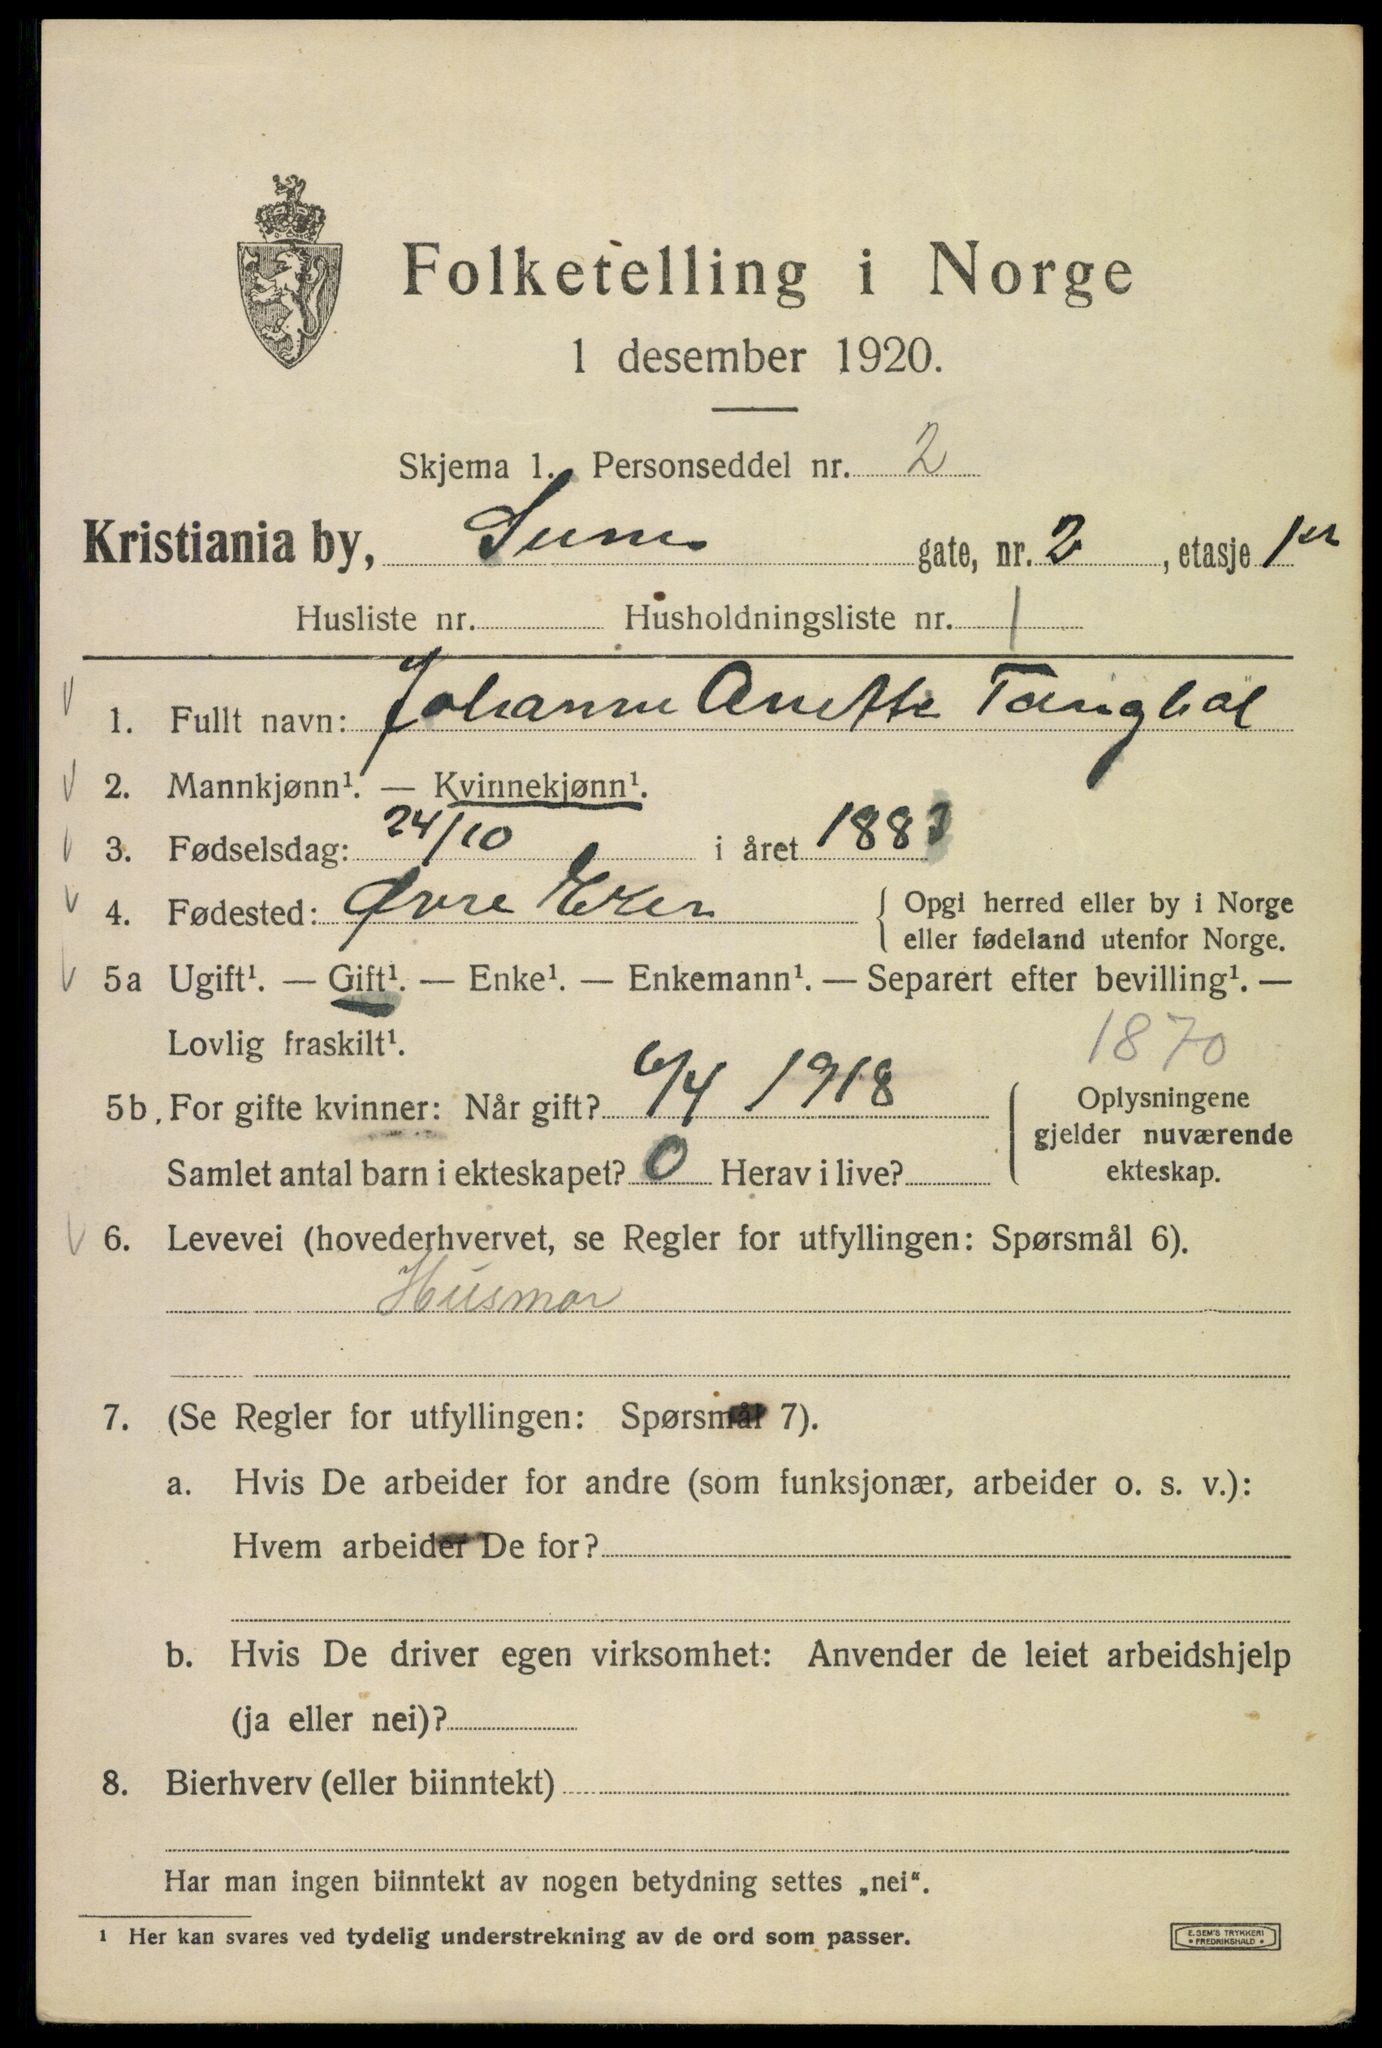 Folketelling i Norge
1 desember 1920.
Skjema 1. Personseddel nr. 2
Kristiania by, Sums gate, nr. 2, etasje 1ste
Husliste nr. Husholdningsliste nr. 1
1. Fullt navn: Johanne Anette Tangbøl
2. Mannkjønn¹. — Kvinnekjønn¹.
3. Fødselsdag: 24/10 i året 1883
4. Fødested: Øvre Eker { Opgi herred eller by i Norge
eller fødeland utenfor Norge.
5a Ugift¹. — Gift¹. — Enke¹. — Enkemann¹. — Separert efter bevilling¹. —
Lovlig fraskilt¹.
1870
5b. For gifte kvinner: Når gift? 6/4 1918
Samlet antal barn i ekteskapet? 0 Herav i live?
Oplysningene
gjelder nuværende
ekteskap.
6. Levevei (hovederhvervet, se Regler for utfyllingen: Spørsmål 6).
Husmor
7. (Se Regler for utfyllingen: Spørsmål 7).
a. Hvis De arbeider for andre (som funksjonær, arbeider o. s. v.):
Hvem arbeider De for?
b. Hvis De driver egen virksomhet: Anvender de leiet arbeidshjelp
(ja eller nei)?
8. Bierhverv (eller biinntekt)
Har man ingen biinntekt av nogen betydning settes „nei“.
¹ Her kan svares ved tydelig understrekning av de ord som passer.
E. SEM'S TRYKKERI
• FREDRIKSHALD •